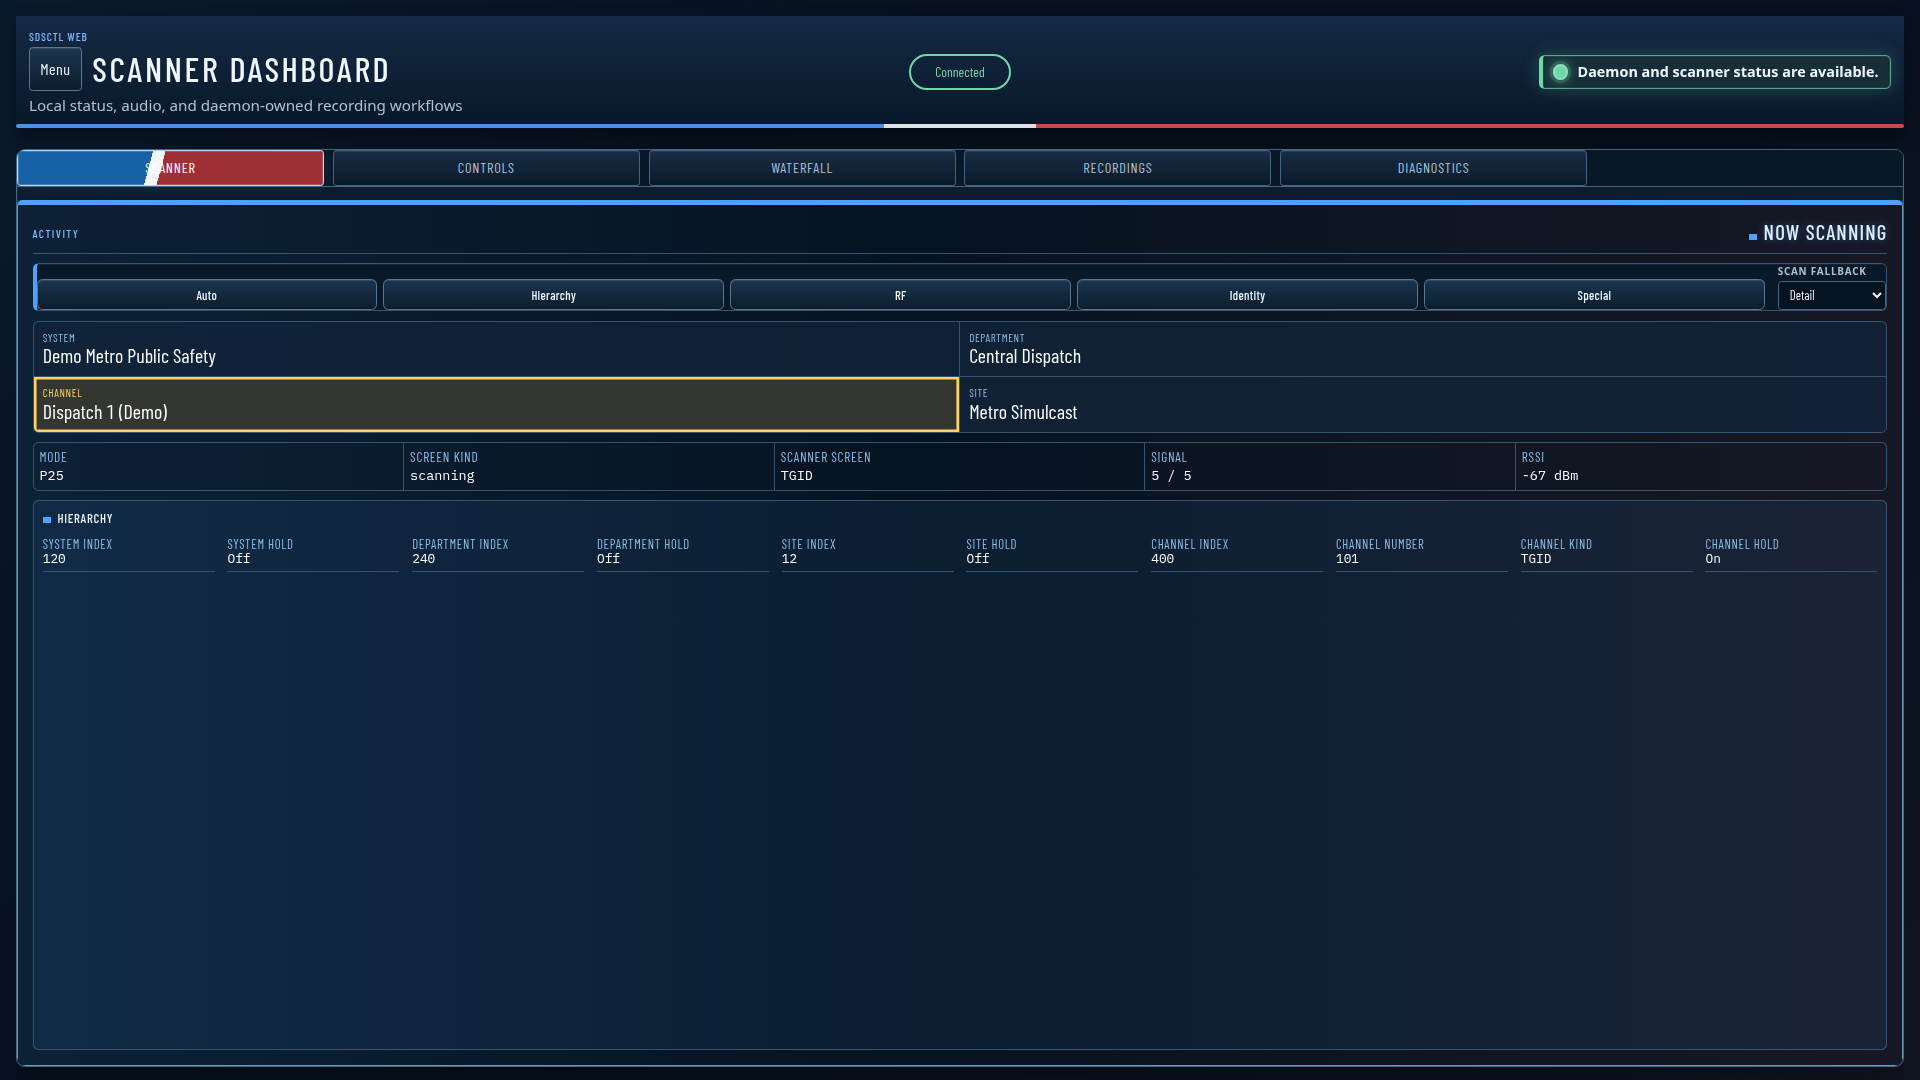 SDSCTL WEB
Menu
SCANNER DASHBOARD
Local status, audio, and daemon-owned recording workflows
Connected
Daemon and scanner status are available.
SCANNER
CONTROLS
WATERFALL
RECORDINGS
DIAGNOSTICS
ACTIVITY
NOW SCANNING
Auto
Hierarchy
RF
Identity
Special
SCAN FALLBACK
Detail
SYSTEM
Demo Metro Public Safety
DEPARTMENT
Central Dispatch
CHANNEL
Dispatch 1 (Demo)
SITE
Metro Simulcast
MODE
P25
SCREEN KIND
scanning
SCANNER SCREEN
TGID
SIGNAL
5 / 5
RSSI
-67 dBm
HIERARCHY
SYSTEM INDEX
120
SYSTEM HOLD
Off
DEPARTMENT INDEX
240
DEPARTMENT HOLD
Off
SITE INDEX
12
SITE HOLD
Off
CHANNEL INDEX
400
CHANNEL NUMBER
101
CHANNEL KIND
TGID
CHANNEL HOLD
On